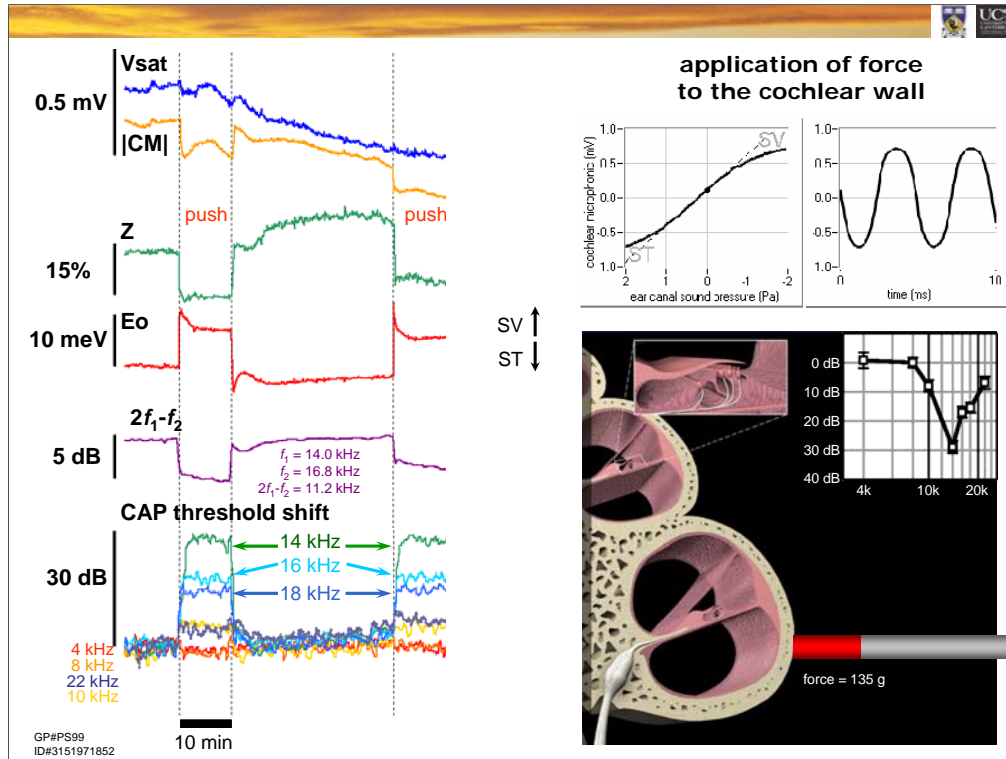 UC
application of force
to the cochlear wall
Vsat
0.5 mV
|CM|
push
push
Z
15%
Eo
10 meV
SV
ST
2f₁-f₂
5 dB
f₁ = 14.0 kHz
f₂ = 16.8 kHz
2f₁-f₂ = 11.2 kHz
CAP threshold shift
30 dB
14 kHz
16 kHz
18 kHz
4 kHz
8 kHz
22 kHz
10 kHz
10 min
GP#PS99
ID#3151971852
cochlear microphonic (mV)
1.0
0.5
0.0
-0.5
1.0
SV
ST
2
1
0
-1
-2
ear canal sound pressure (Pa)
1.0
0.5
0.0
-0.5
-1.0
0
10
time (ms)
0 dB
10 dB
20 dB
30 dB
40 dB
4k
10k
20k
force = 135 g